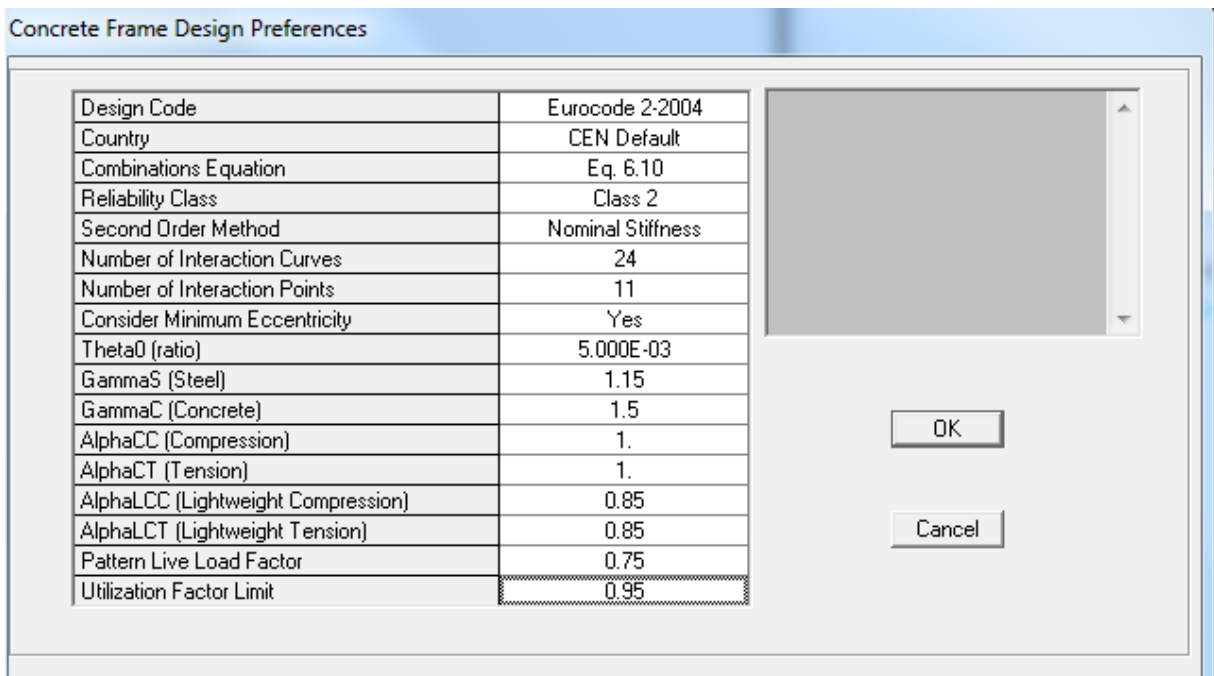 Concrete Frame Design Preferences
Design Code Eurocode 2-2004
Country CEN Default
Combinations Equation Eq. 6.10
Reliability Class Class 2
Second Order Method Nominal Stiffness
Number of Interaction Curves 24
Number of Interaction Points 11
Consider Minimum Eccentricity Yes
Theta0 (ratio) 5.000E-03
GammaS (Steel) 1.15
GammaC (Concrete) 1.5
AlphaCC (Compression) 1.
AlphaCT (Tension) 1.
AlphaLCC (Lightweight Compression) 0.85
AlphaLCT (Lightweight Tension) 0.85
Pattern Live Load Factor 0.75
Utilization Factor Limit 0.95
OK
Cancel